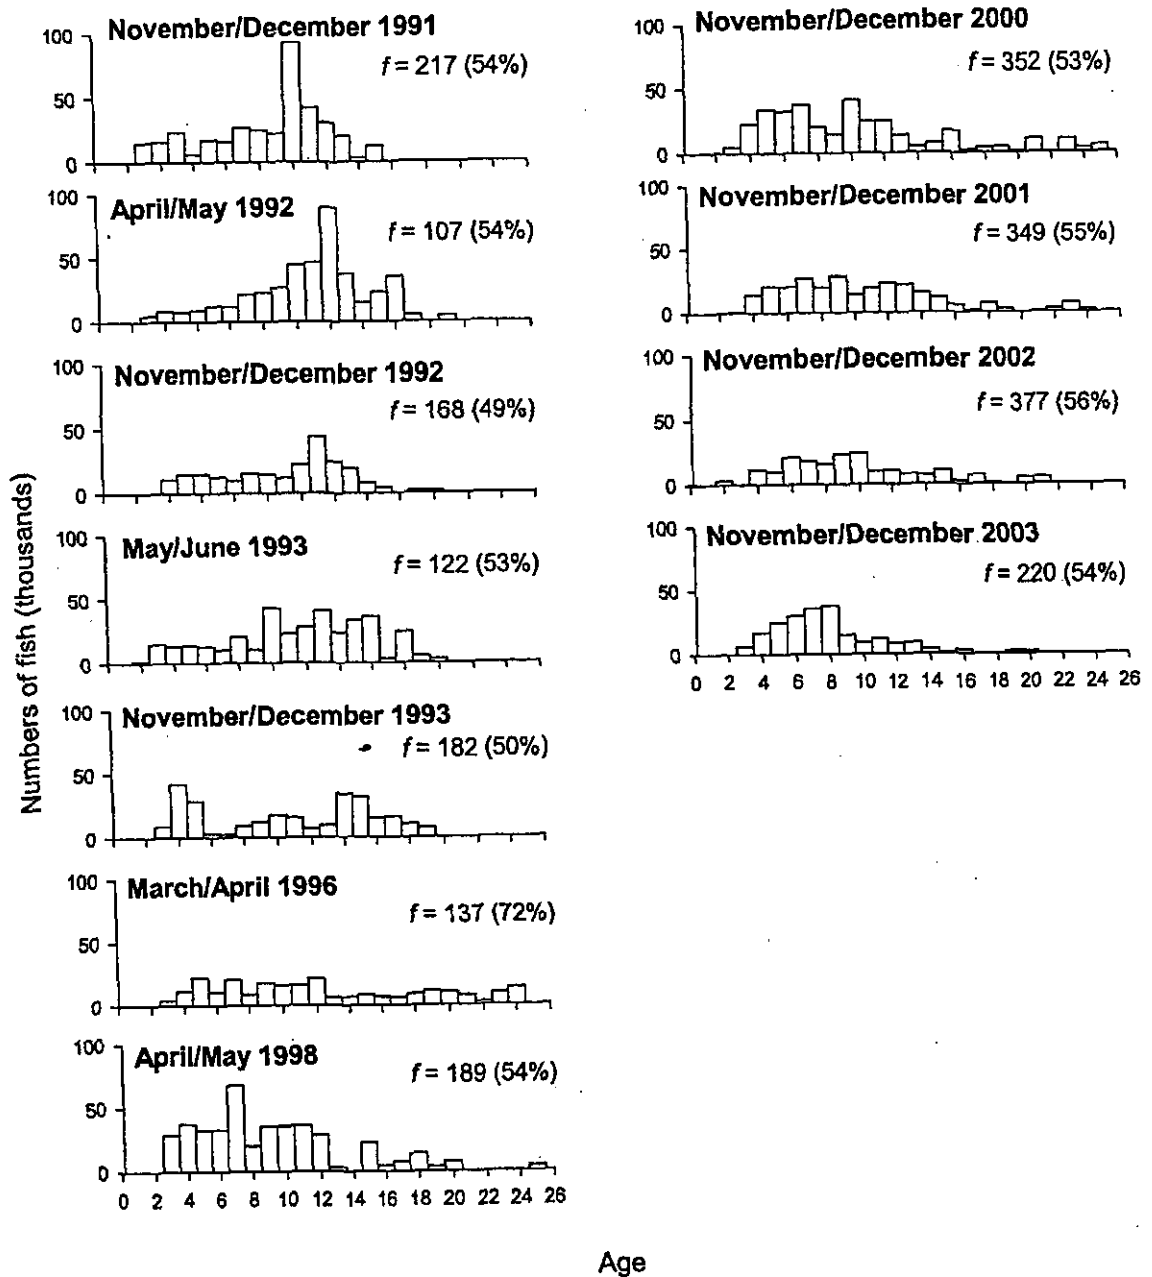 November/December 1991
f = 217 (54%)
100
50
0
April/May 1992
f = 107 (54%)
100
50
0
November/December 1992
f = 168 (49%)
100
50
0
May/June 1993
f = 122 (53%)
100
50
0
November/December 1993
f = 182 (50%)
100
50
0
March/April 1996
f = 137 (72%)
100
50
0
April/May 1998
f = 189 (54%)
100
50
0
0 2 4 6 8 10 12 14 16 18 20 22 24 26
November/December 2000
f = 352 (53%)
100
50
0
November/December 2001
f = 349 (55%)
100
50
0
November/December 2002
f = 377 (56%)
100
50
0
November/December 2003
f = 220 (54%)
100
50
0
0 2 4 6 8 10 12 14 16 18 20 22 24 26
Numbers of fish (thousands)
Age